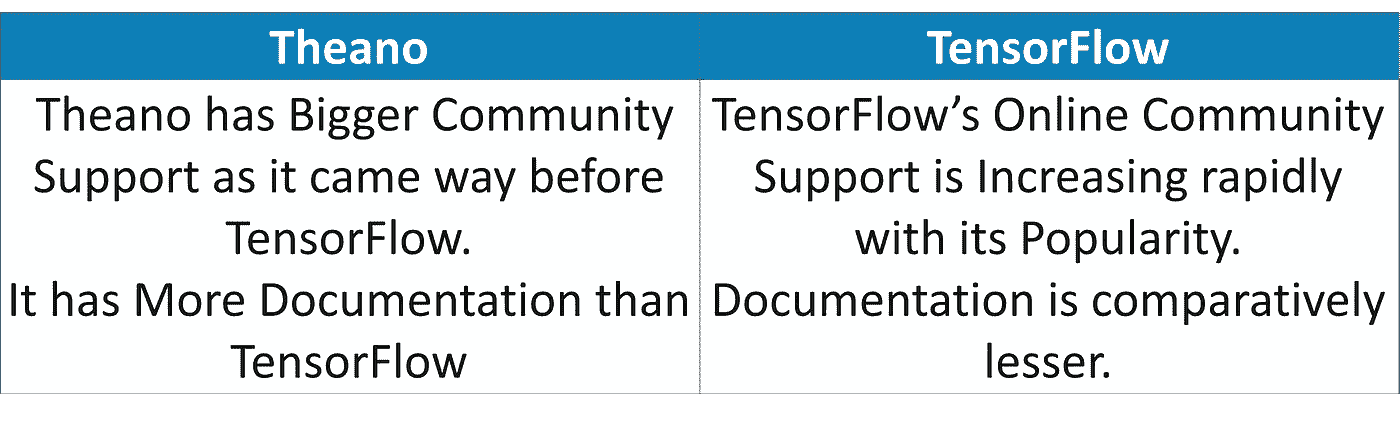 Theano
TensorFlow
Theano has Bigger Community
Support as it came way before
TensorFlow.
It has More Documentation than
TensorFlow
TensorFlow’s Online Community
Support is Increasing rapidly
with its Popularity.
Documentation is comparatively
lesser.